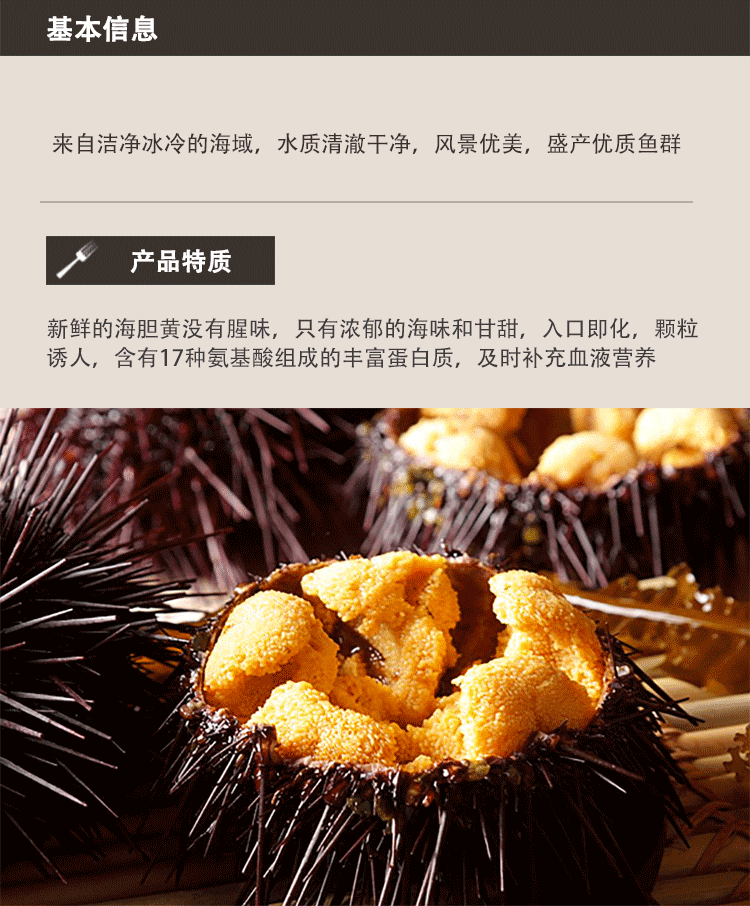 基本信息
来自洁净冰冷的海域，水质清澈干净，风景优美，盛产优质鱼群
产品特质
新鲜的海胆黄没有腥味，只有浓郁的海味和甘甜，入口即化，颗粒
诱人，含有17种氨基酸组成的丰富蛋白质，及时补充血液营养